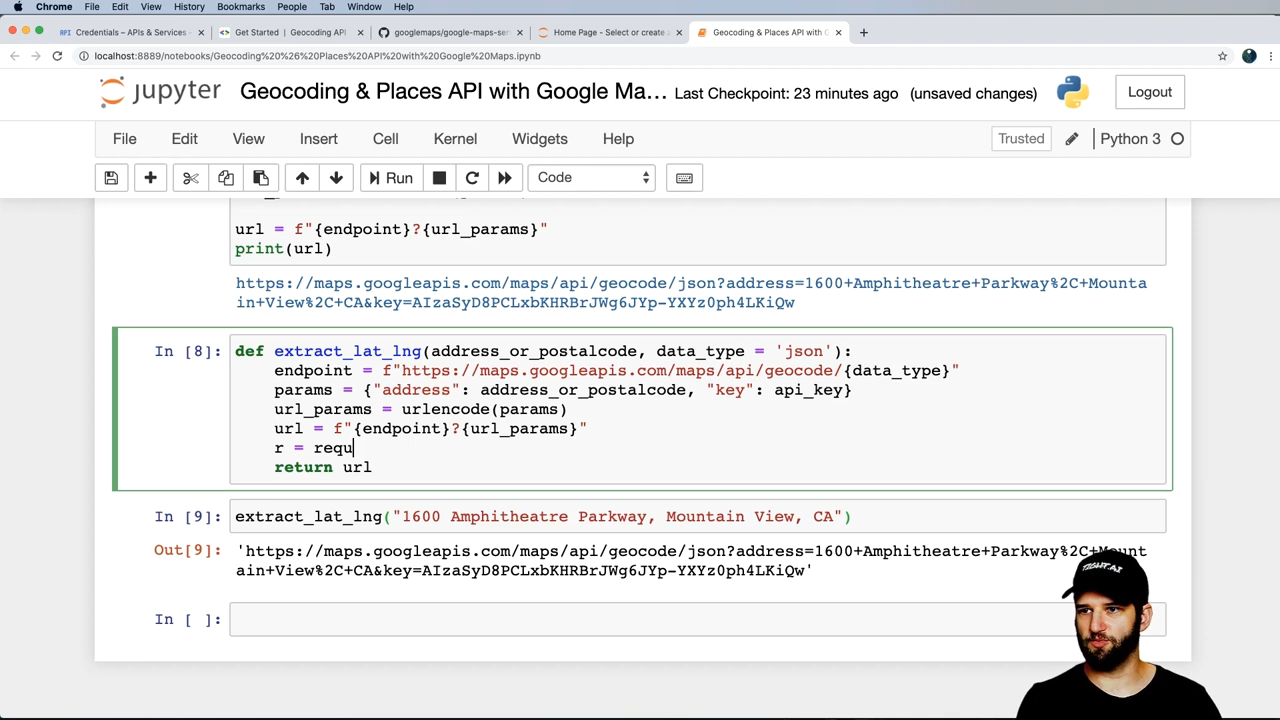 Chrome File Edit View History Bookmarks People Tab Window Help
API Credentials – APIs & Services - Get Started | Geocoding API googlemaps/google-maps-ser Home Page - Select or create a Geocoding & Places API with G
localhost:8889/notebooks/Geocoding%20%26%20Places%20API%20with%20Google%20Maps.ipynb
jupyter Geocoding & Places API with Google Ma... Last Checkpoint: 23 minutes ago (unsaved changes) Logout
File Edit View Insert Cell Kernel Widgets Help Trusted Python 3
Run Code
url = f"{endpoint}?{url_params}"
print(url)
https://maps.googleapis.com/maps/api/geocode/json?address=1600+Amphitheatre+Parkway%2C+Mounta
in+View%2C+CA&key=AIzaSyD8PCLxbKHRBrJWg6JYp-YXYz0ph4LKiQw
In [8]: def extract_lat_lng(address_or_postalcode, data_type = 'json'):
endpoint = f"https://maps.googleapis.com/maps/api/geocode/{data_type}"
params = {"address": address_or_postalcode, "key": api_key}
url_params = urlencode(params)
url = f"{endpoint}?{url_params}"
r = requ
return url
In [9]: extract_lat_lng("1600 Amphitheatre Parkway, Mountain View, CA")
Out[9]: 'https://maps.googleapis.com/maps/api/geocode/json?address=1600+Amphitheatre+Parkway%2C+Mount
ain+View%2C+CA&key=AIzaSyD8PCLxbKHRBrJWg6JYp-YXYz0ph4LKiQw'
In [ ]: